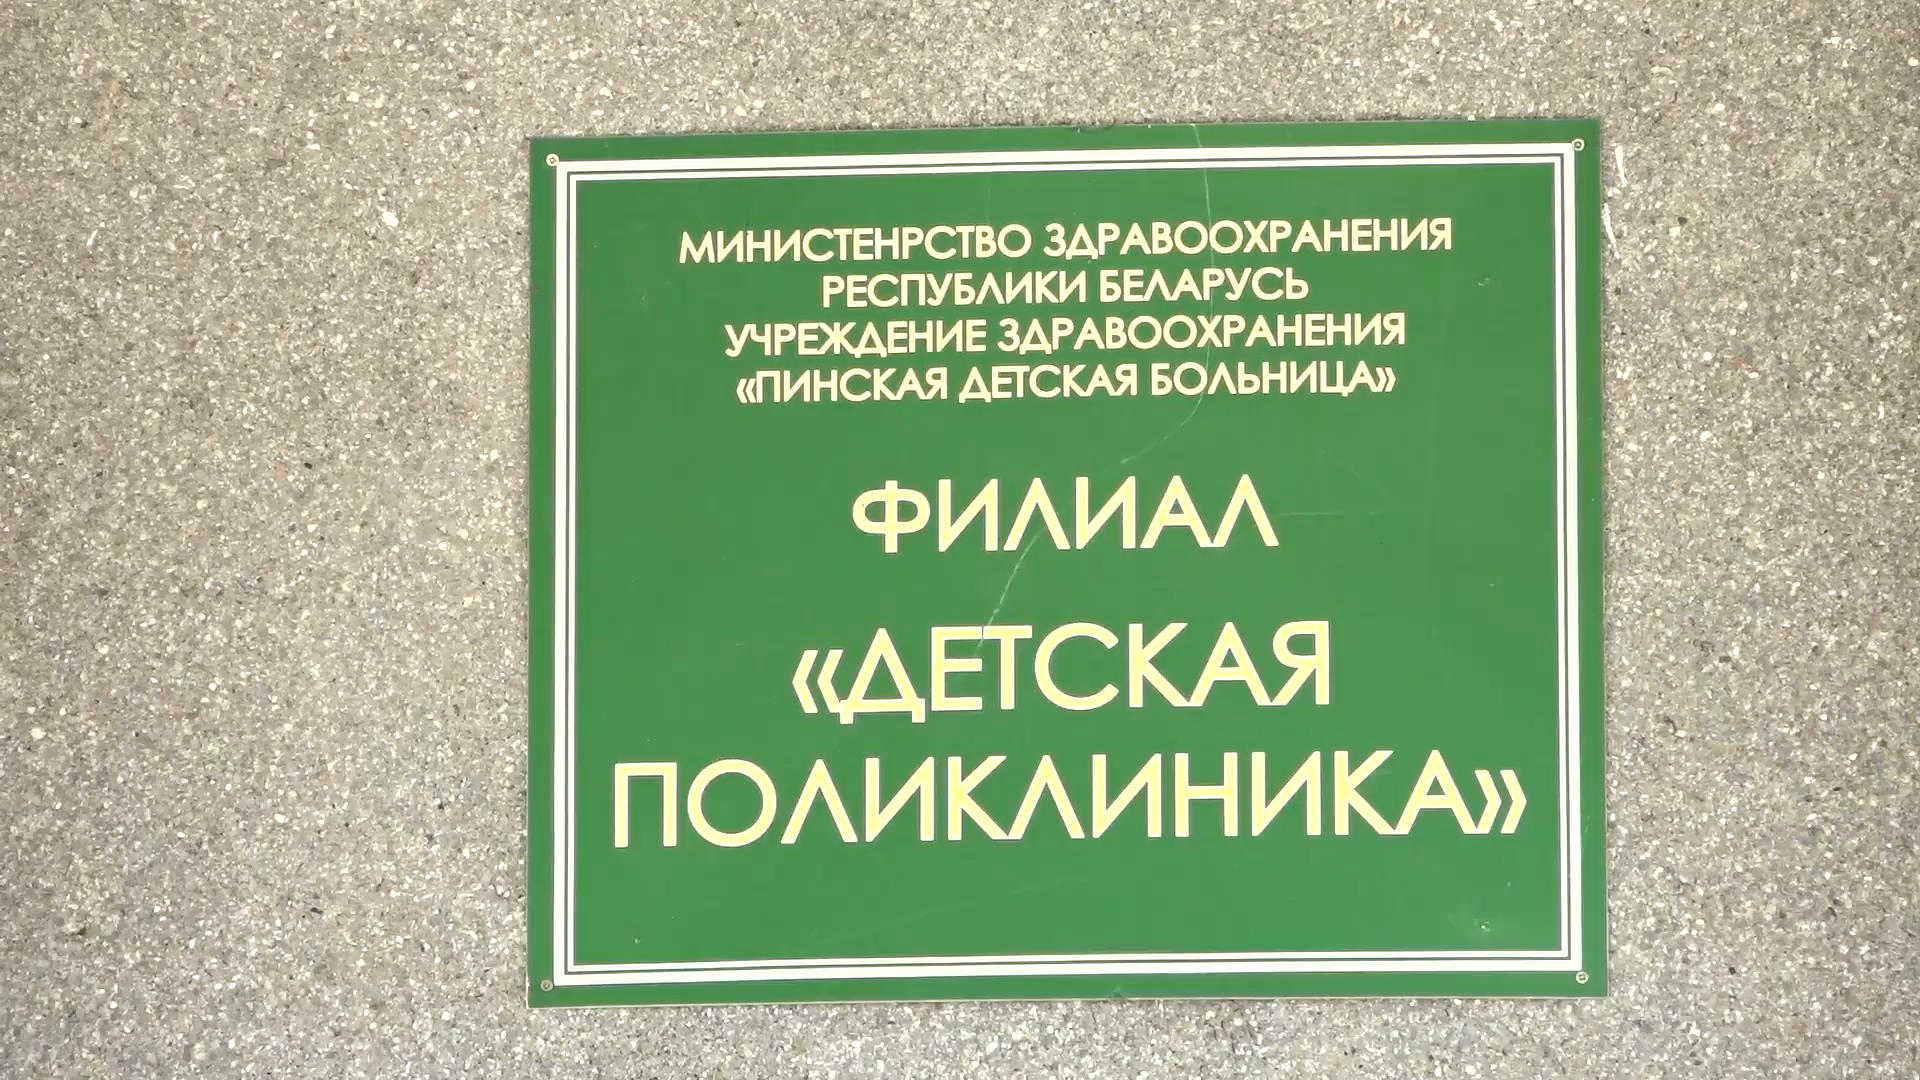 МИНИСТЕНРСТВО ЗДРАВООХРАНЕНИЯ
РЕСПУБЛИКИ БЕЛАРУСЬ
УЧРЕЖДЕНИЕ ЗДРАВООХРАНЕНИЯ
«ПИНСКАЯ ДЕТСКАЯ БОЛЬНИЦА»
ФИЛИАЛ
«ДЕТСКАЯ
ПОЛИКЛИНИКА»